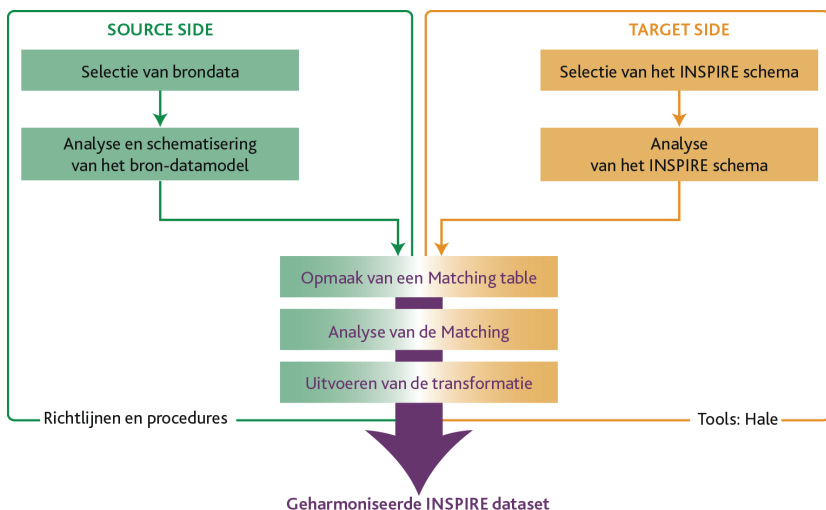 SOURCE SIDE
Selectie van brondata
Analyse en schematisering
van het bron-datamodel
TARGET SIDE
Selectie van het INSPIRE schema
Analyse
van het INSPIRE schema
Opmaak van een Matching table
Analyse van de Matching
Uitvoeren van de transformatie
Richtlijnen en procedures
Tools: Hale
Geharmoniseerde INSPIRE dataset